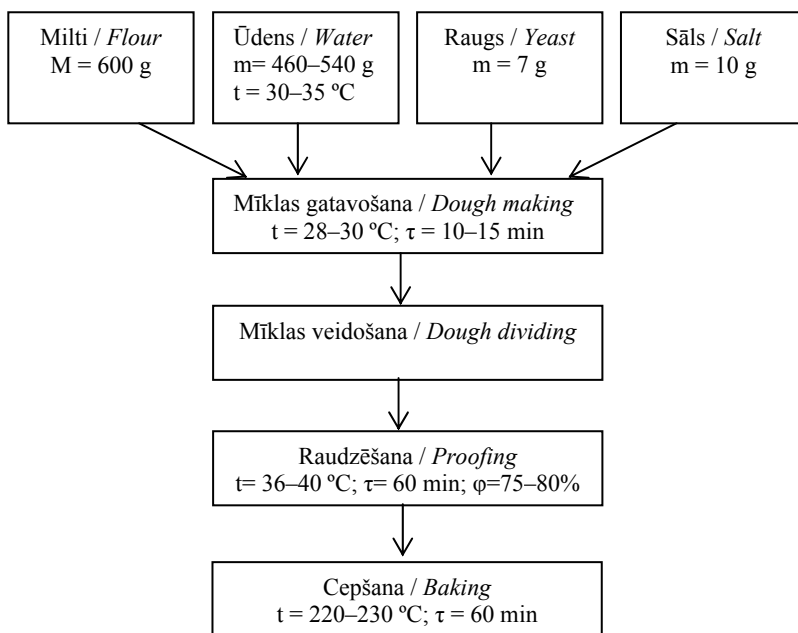 Milti / Flour
M = 600 g
Ūdens / Water
m= 460–540 g
t = 30–35 ºC
Raugs / Yeast
m = 7 g
Sāls / Salt
m = 10 g
Mīklas gatavošana / Dough making
t = 28–30 ºC; τ = 10–15 min
Mīklas veidošana / Dough dividing
Raudzēšana / Proofing
t= 36–40 ºC; τ= 60 min; φ=75–80%
Cepšana / Baking
t = 220–230 ºC; τ = 60 min